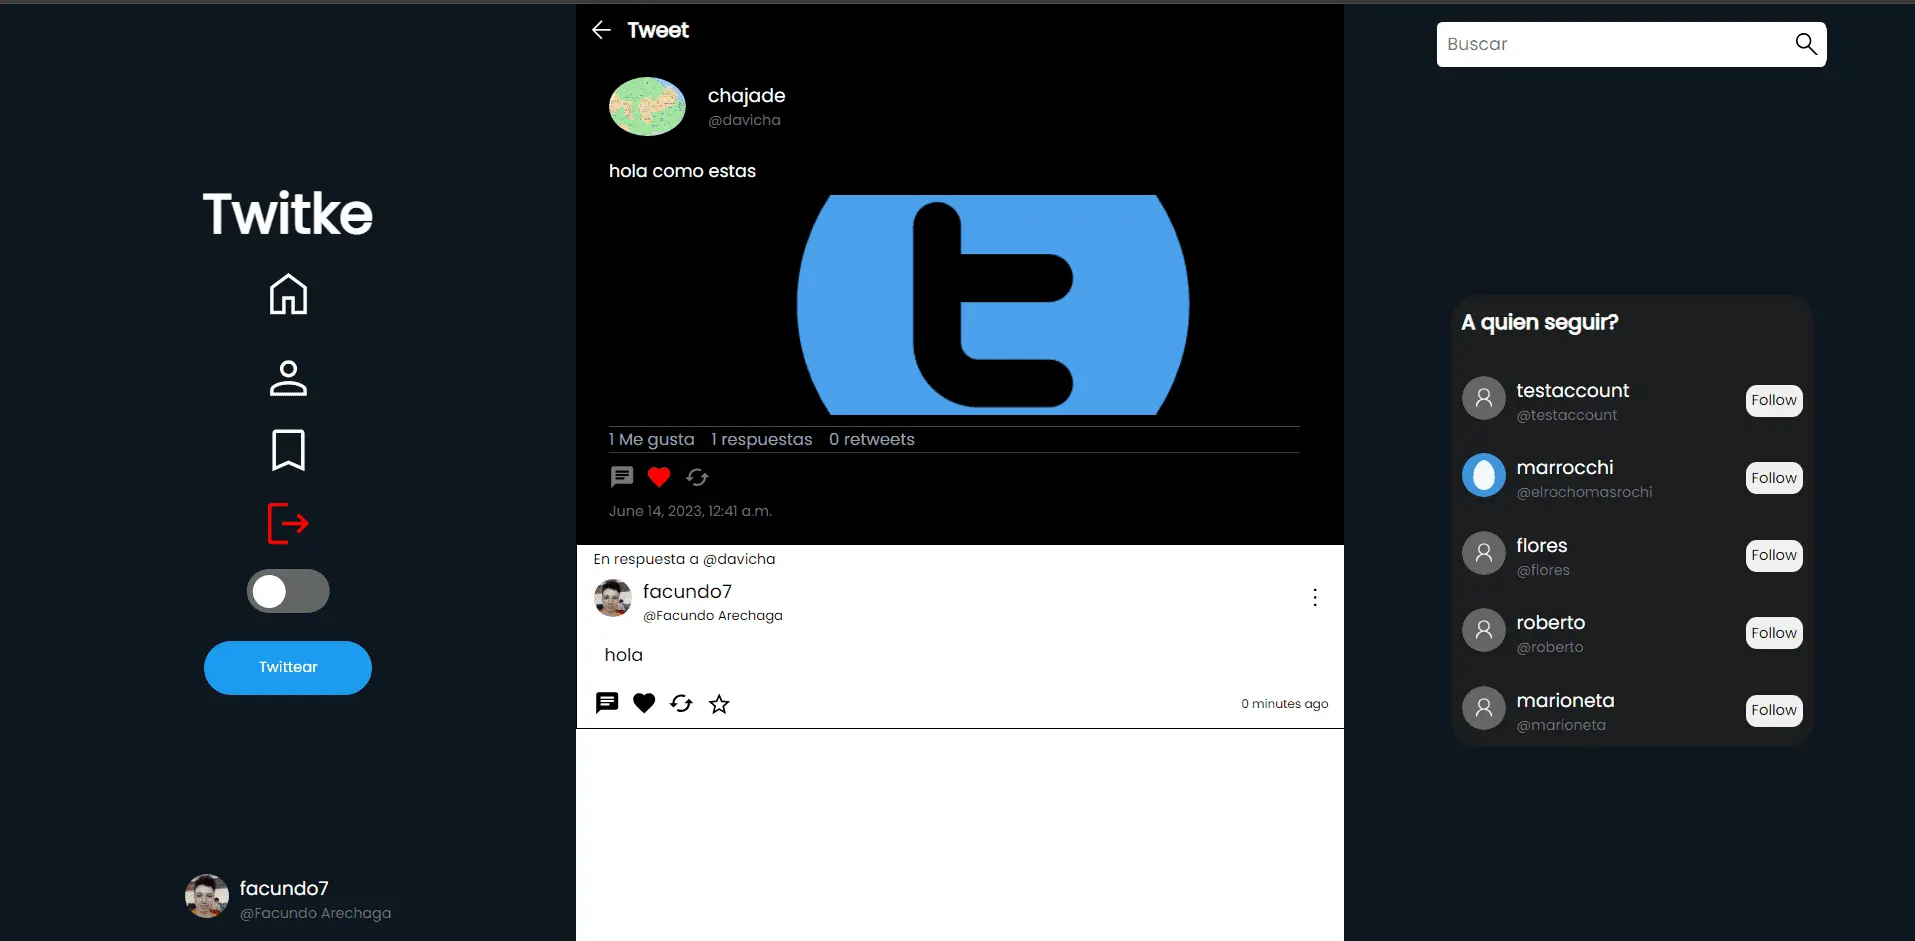 Twitke
Twittear
facundo7
@Facundo Arechaga
Tweet
chajade
@davicha
hola como estas
1 Me gusta 1 respuestas 0 retweets
June 14, 2023, 12:41 a.m.
En respuesta a @davicha
facundo7
@Facundo Arechaga
hola
0 minutes ago
Buscar
A quien seguir?
testaccount
@testaccount
Follow
marrocchi
@elrochomasrochi
Follow
flores
@flores
Follow
roberto
@roberto
Follow
marioneta
@marioneta
Follow